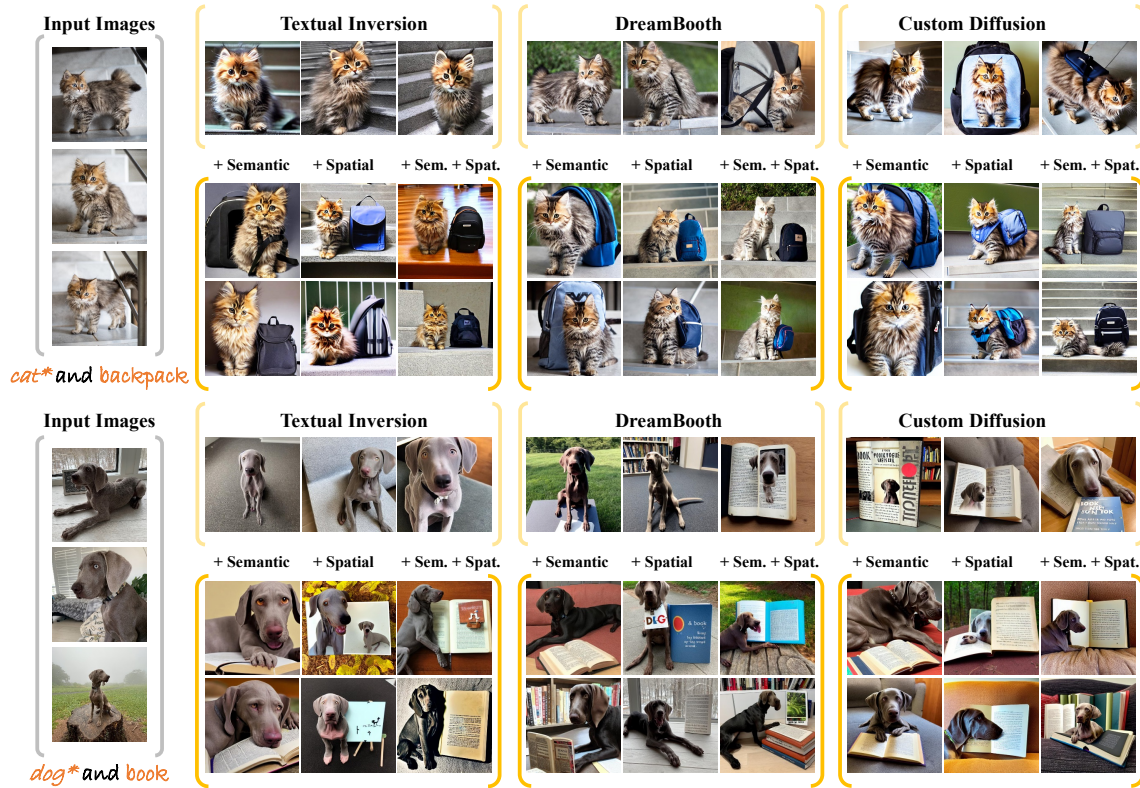 Input Images
Textual Inversion
DreamBooth
Custom Diffusion
+ Semantic
+ Spatial
+ Sem. + Spat.
+ Semantic
+ Spatial
+ Sem. + Spat.
+ Semantic
+ Spatial
+ Sem. + Spat.
cat* and backpack
Input Images
Textual Inversion
DreamBooth
Custom Diffusion
BOOK
+ Semantic
+ Spatial
+ Sem. + Spat.
+ Semantic
+ Spatial
+ Sem. + Spat.
+ Semantic
+ Spatial
+ Sem. + Spat.
A book
dog* and book